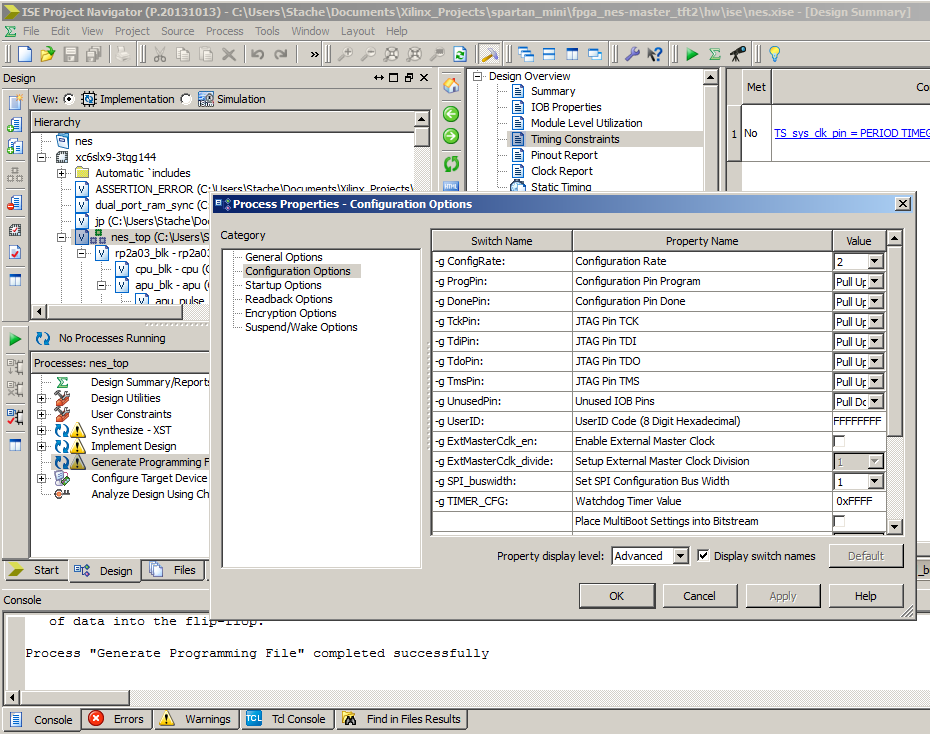 ISE Project Navigator (P.20131013) - C:\Users\Stache\Documents\Xilinx_Projects\spartan_mini\fpga_nes-master_tft2\hw\ise\nes.xise - [Design Summary]
File Edit View Project Source Process Tools Window Layout Help
Design
View: Implementation Simulation
Hierarchy
nes
xc6slx9-3tqg144
Automatic `includes
ASSERTION_ERROR (C:\Users\Stache\Documents\Xilinx_Projects\
dual_port_ram_sync (C:
jp (C:\Users\Stache\Do
nes_top (C:\Users\S
rp2a03_blk - rp2a03
cpu_blk - cpu (C
apu_blk - apu (
apu_pulse
No Processes Running
Processes: nes_top
Design Summary/Reports
Design Utilities
User Constraints
Synthesize - XST
Implement Design
Generate Programming F
Configure Target Device
Analyze Design Using Ch
Start Design Files
Design Overview
Summary
IOB Properties
Module Level Utilization
Timing Constraints
Pinout Report
Clock Report
Static Timing
Met Co
1 No TS_sys_clk_pin = PERIOD TIMEG
Process Properties - Configuration Options
Category
General Options
Configuration Options
Startup Options
Readback Options
Encryption Options
Suspend/Wake Options
Switch Name Property Name Value
-g ConfigRate: Configuration Rate 2
-g ProgPin: Configuration Pin Program Pull Up
-g DonePin: Configuration Pin Done Pull Up
-g TckPin: JTAG Pin TCK Pull Up
-g TdiPin: JTAG Pin TDI Pull Up
-g TdoPin: JTAG Pin TDO Pull Up
-g TmsPin: JTAG Pin TMS Pull Up
-g UnusedPin: Unused IOB Pins Pull Do
-g UserID: UserID Code (8 Digit Hexadecimal) FFFFFFFF
-g ExtMasterCclk_en: Enable External Master Clock
-g ExtMasterCclk_divide: Setup External Master Clock Division 1
-g SPI_buswidth: Set SPI Configuration Bus Width 1
-g TIMER_CFG: Watchdog Timer Value 0xFFFF
Place MultiBoot Settings into Bitstream
Property display level: Advanced Display switch names Default
OK Cancel Apply Help
Console
of data into the flip-flop.
Process "Generate Programming File" completed successfully
Console Errors Warnings Tcl Console Find in Files Results